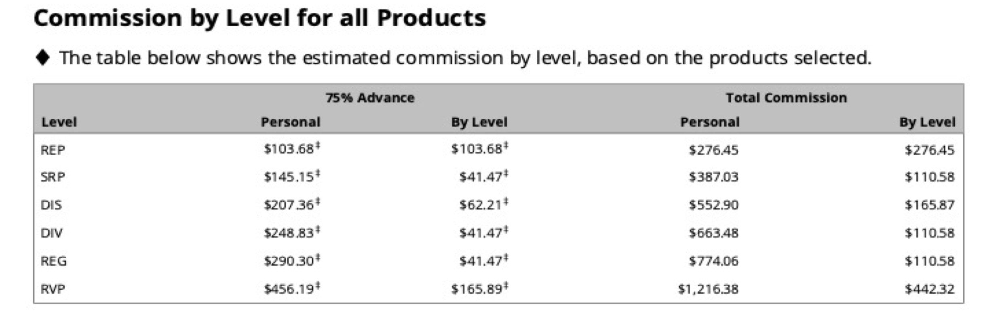 Commission by Level for all Products
♦ The table below shows the estimated commission by level, based on the products selected.
75% Advance Total Commission
Level Personal By Level Personal By Level
REP $103.68‡ $103.68‡ $276.45 $276.45
SRP $145.15‡ $41.47‡ $387.03 $110.58
DIS $207.36‡ $62.21‡ $552.90 $165.87
DIV $248.83‡ $41.47‡ $663.48 $110.58
REG $290.30‡ $41.47‡ $774.06 $110.58
RVP $456.19‡ $165.89‡ $1,216.38 $442.32